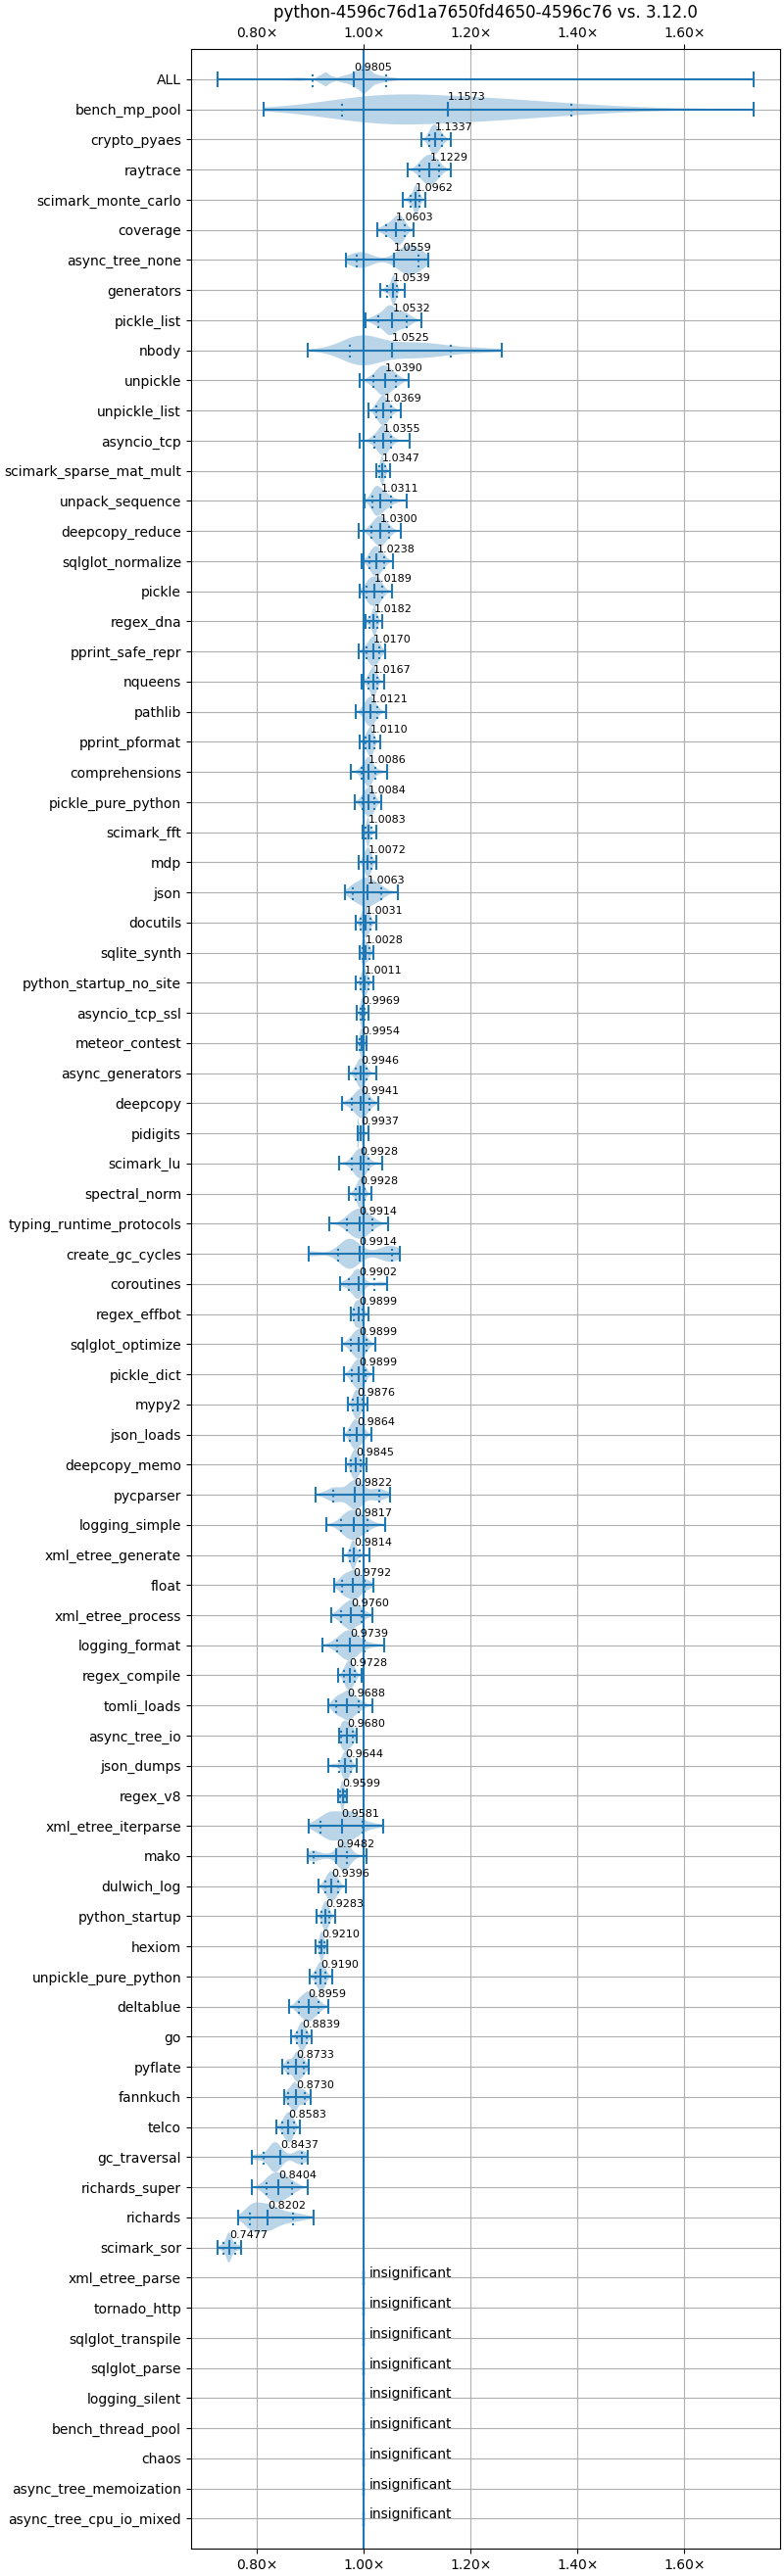 python-4596c76d1a7650fd4650-4596c76 vs. 3.12.0
0.80× 1.00× 1.20× 1.40× 1.60×
ALL 0.9805
bench_mp_pool 1.1573
crypto_pyaes 1.1337
raytrace 1.1229
scimark_monte_carlo 1.0962
coverage 1.0603
async_tree_none 1.0559
generators 1.0539
pickle_list 1.0532
nbody 1.0525
unpickle 1.0390
unpickle_list 1.0369
asyncio_tcp 1.0355
scimark_sparse_mat_mult 1.0347
unpack_sequence 1.0311
deepcopy_reduce 1.0300
sqlglot_normalize 1.0238
pickle 1.0189
regex_dna 1.0182
pprint_safe_repr 1.0170
nqueens 1.0167
pathlib 1.0121
pprint_pformat 1.0110
comprehensions 1.0086
pickle_pure_python 1.0084
scimark_fft 1.0083
mdp 1.0072
json 1.0063
docutils 1.0031
sqlite_synth 1.0028
python_startup_no_site 1.0011
asyncio_tcp_ssl 0.9969
meteor_contest 0.9954
async_generators 0.9946
deepcopy 0.9941
pidigits 0.9937
scimark_lu 0.9928
spectral_norm 0.9928
typing_runtime_protocols 0.9914
create_gc_cycles 0.9914
coroutines 0.9902
regex_effbot 0.9899
sqlglot_optimize 0.9899
pickle_dict 0.9899
mypy2 0.9876
json_loads 0.9864
deepcopy_memo 0.9845
pycparser 0.9822
logging_simple 0.9817
xml_etree_generate 0.9814
float 0.9792
xml_etree_process 0.9760
logging_format 0.9739
regex_compile 0.9728
tomli_loads 0.9688
async_tree_io 0.9680
json_dumps 0.9644
regex_v8 0.9599
xml_etree_iterparse 0.9581
mako 0.9482
dulwich_log 0.9396
python_startup 0.9283
hexiom 0.9210
unpickle_pure_python 0.9190
deltablue 0.8959
go 0.8839
pyflate 0.8733
fannkuch 0.8730
telco 0.8583
gc_traversal 0.8437
richards_super 0.8404
richards 0.8202
scimark_sor 0.7477
xml_etree_parse insignificant
tornado_http insignificant
sqlglot_transpile insignificant
sqlglot_parse insignificant
logging_silent insignificant
bench_thread_pool insignificant
chaos insignificant
async_tree_memoization insignificant
async_tree_cpu_io_mixed insignificant
0.80× 1.00× 1.20× 1.40× 1.60×